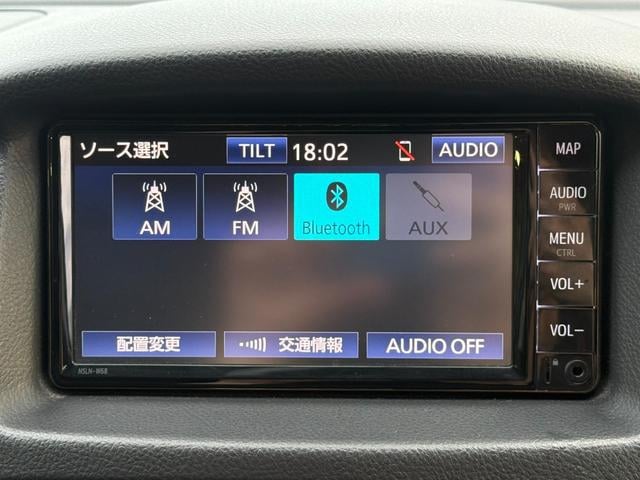 ソース選択 TILT 18:02 AUDIO
AM FM Bluetooth AUX
配置変更 交通情報 AUDIO OFF
NSLN-W68
MAP
AUDIO
PWR
MENU
CTRL
VOL+
VOL−